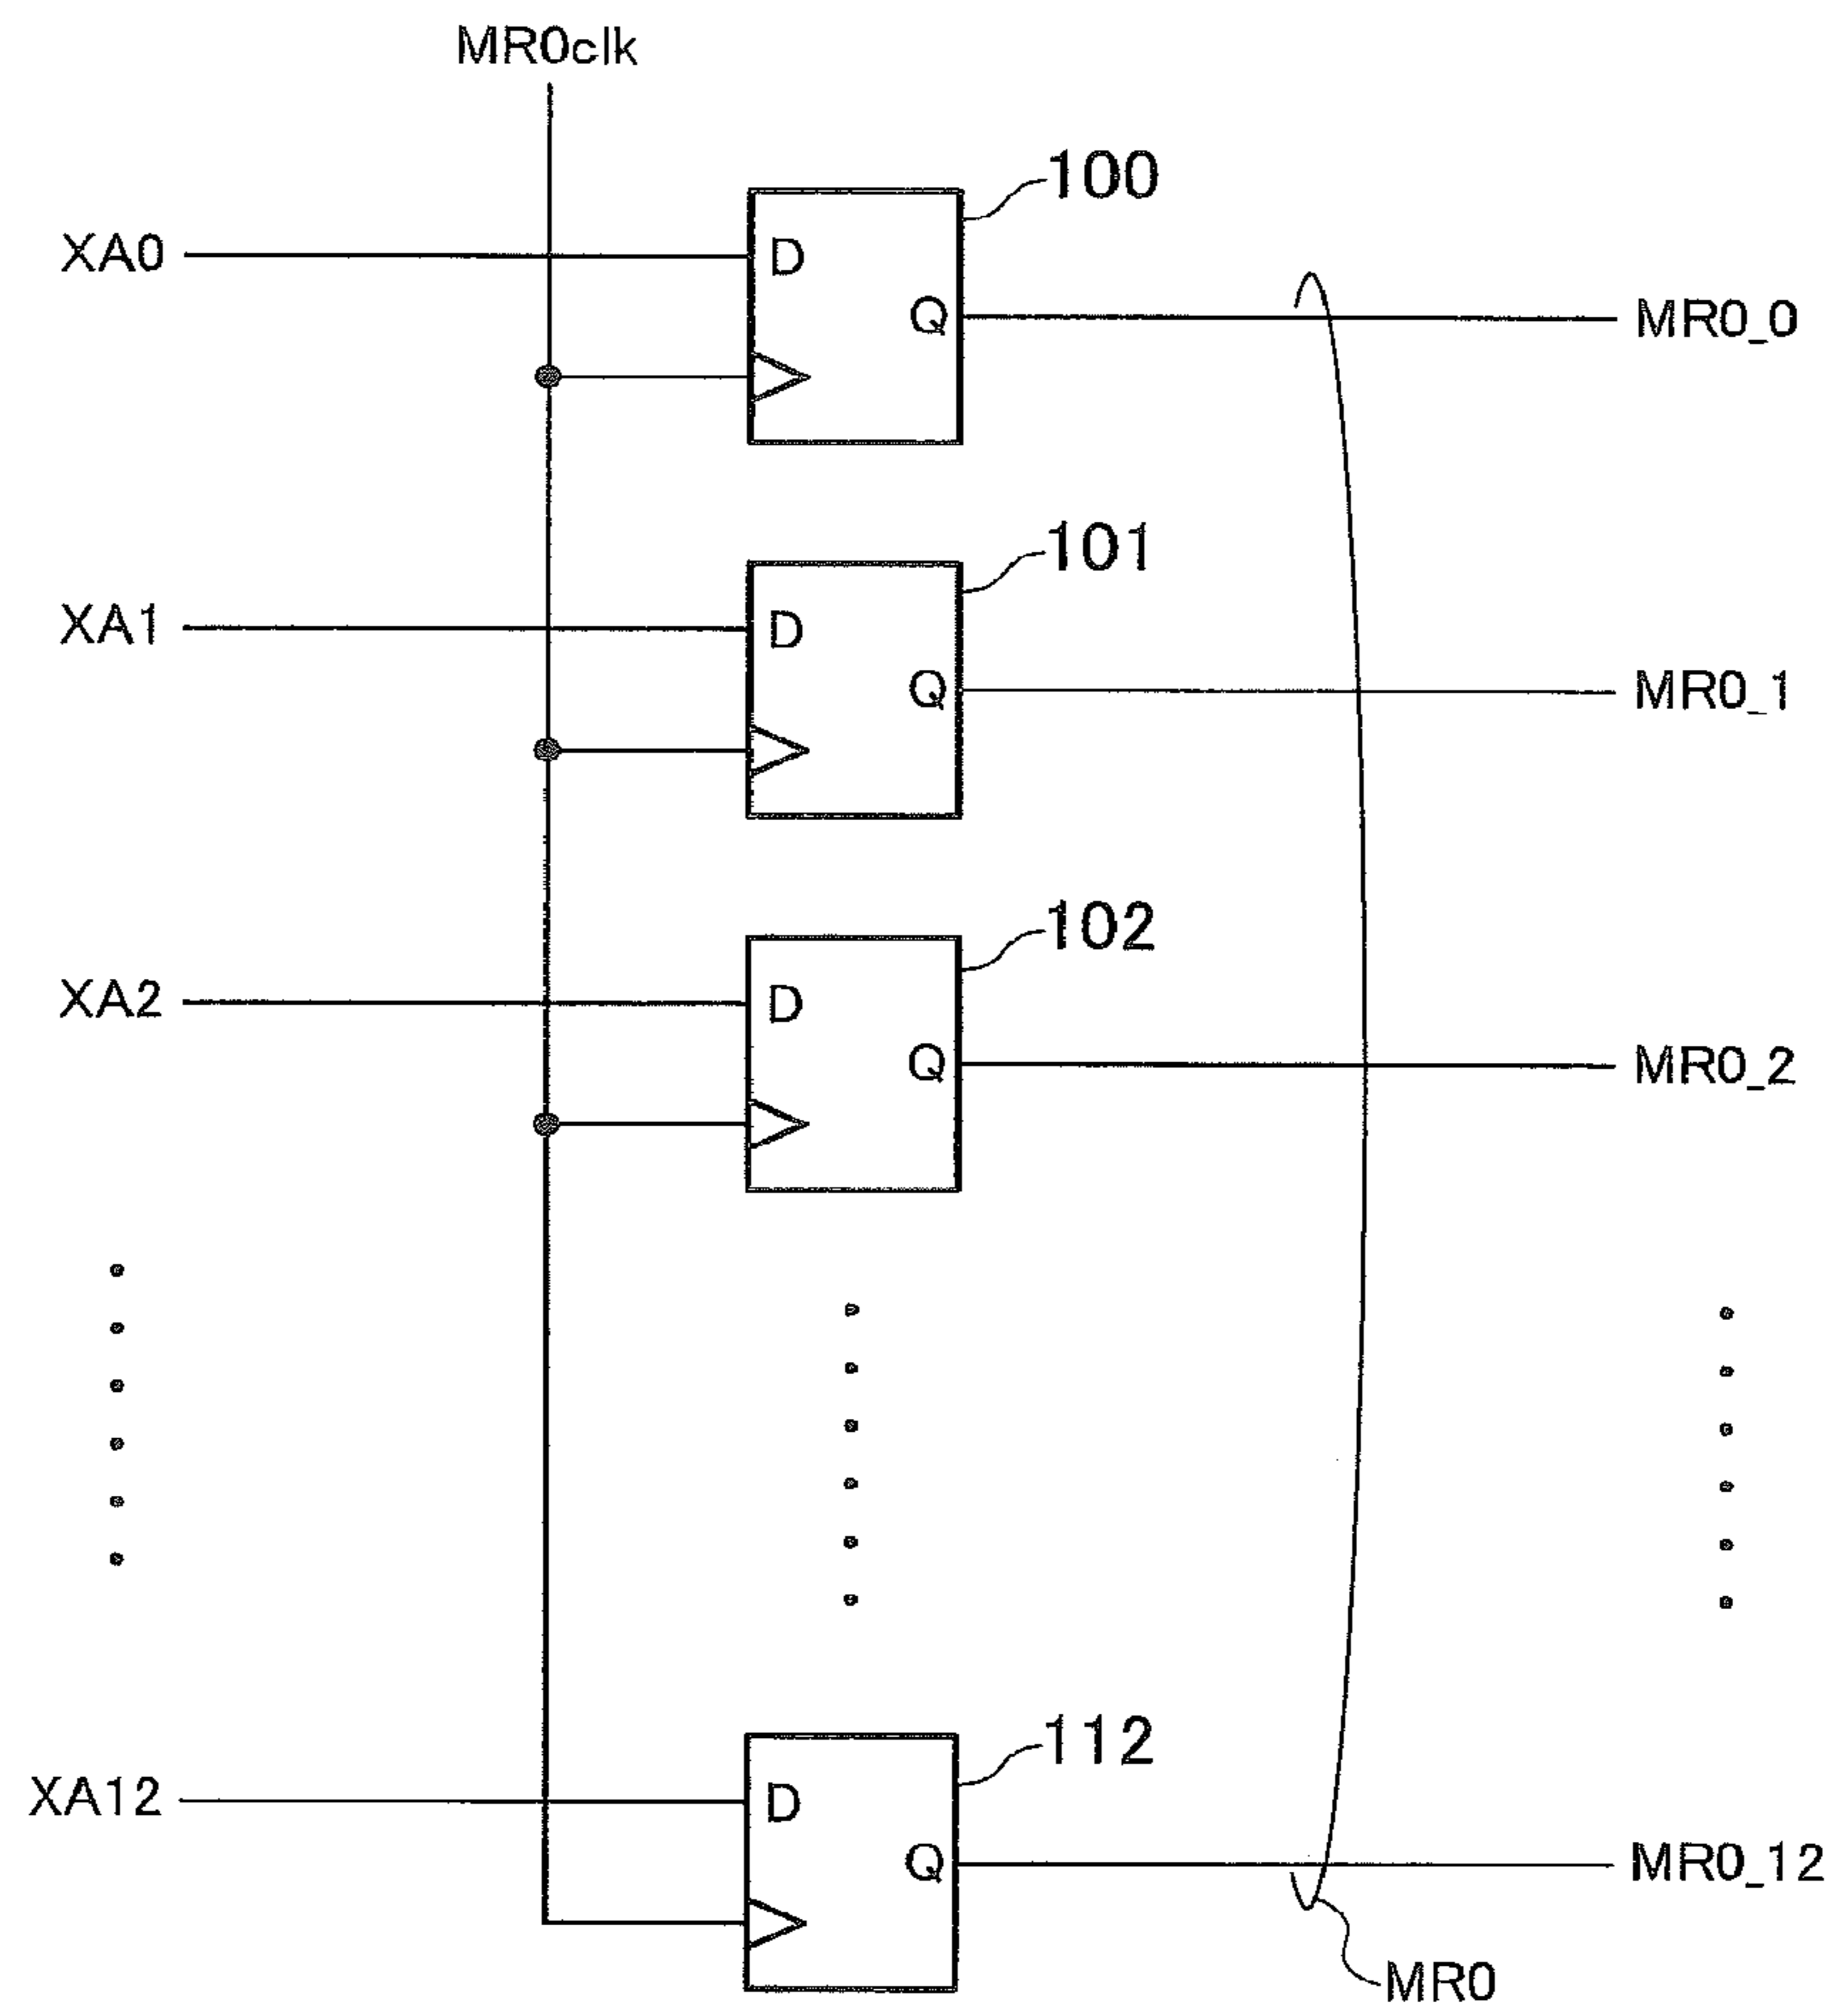 MR0clk
100
XA0
D
Q
MR0_0
101
XA1
D
Q
MR0_1
102
XA2
D
Q
MR0_2
112
XA12
D
Q
MR0_12
MR0